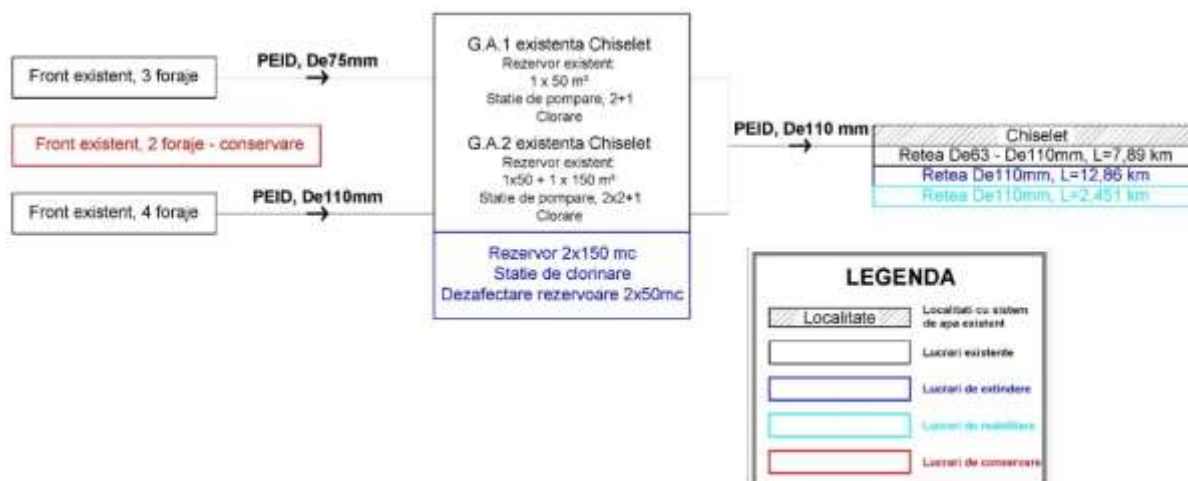 PEID, De75mm
Front existent, 3 foraje
Front existent, 2 foraje - conservare
PEID, De110mm
Front existent, 4 foraje
G.A.1 existenta Chiselet
Rezervor existent
1 x 50 m³
Statie de pompare, 2+1
Clorare
G.A.2 existenta Chiselet
Rezervor existent
1x50 + 1 x 150 m³
Statie de pompare, 2x2+1
Clorare
Rezervor 2x150 mc
Statie de clorinare
Dezafectare rezervoare 2x50mc
PEID, De110 mm
Chiselet
Retea De63 - De110mm, L=7,89 km
Retea De110mm, L=12,86 km
Retea De110mm, L=2,451 km
LEGENDA
Localitate
Localitati cu sistem
de apa existent
Lucrari existente
Lucrari de extindere
Lucrari de reabilitare
Lucrari de conservare